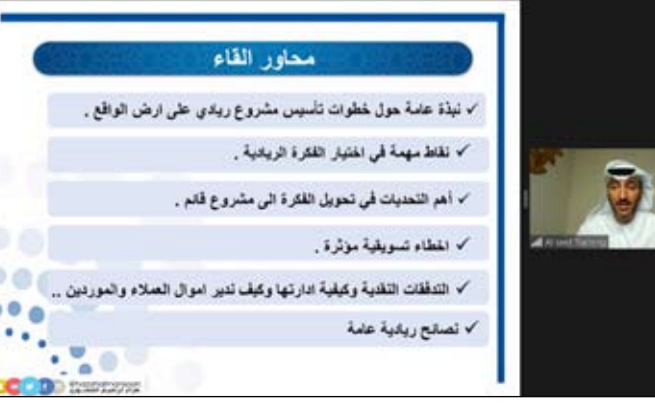 محاور القاء
✓ نبذة عامة حول خطوات تأسيس مشروع ريادي على ارض الواقع .
✓ نقاط مهمة في اختيار الفكرة الريادية .
✓ أهم التحديات في تحويل الفكرة الى مشروع قائم .
✓ اخطاء تسويقية مؤثرة .
✓ التدفقات النقدية وكيفية ادارتها وكيف ندير اموال العملاء والموردين ..
✓ نصائح ريادية عامة